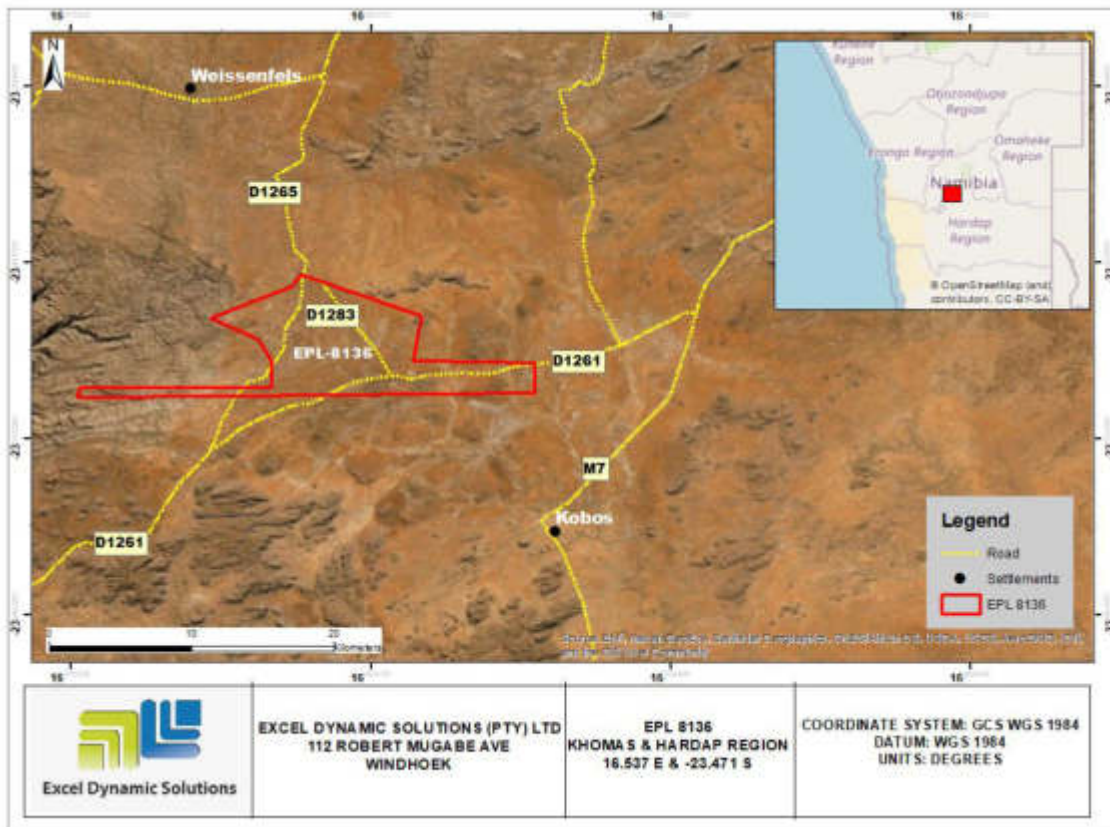 16
16
16
16
N
Weissenfels
D1265
D1283
EPL-8136
D1261
M7
Kobos
D1261
Kunene
Region
Otjozondjupa
Region
Omaheke
Region
Erongo Region
Namibia
Hardap
Region
© OpenStreetMap (and)
contributors, CC-BY-SA
Legend
Road
Settlements
EPL 8136
0 10 20
Kilometers
23
23
23
23
16
16
16
16
Excel Dynamic Solutions
EXCEL DYNAMIC SOLUTIONS (PTY) LTD
112 ROBERT MUGABE AVE
WINDHOEK
EPL 8136
KHOMAS & HARDAP REGION
16.537 E & -23.471 S
COORDINATE SYSTEM: GCS WGS 1984
DATUM: WGS 1984
UNITS: DEGREES